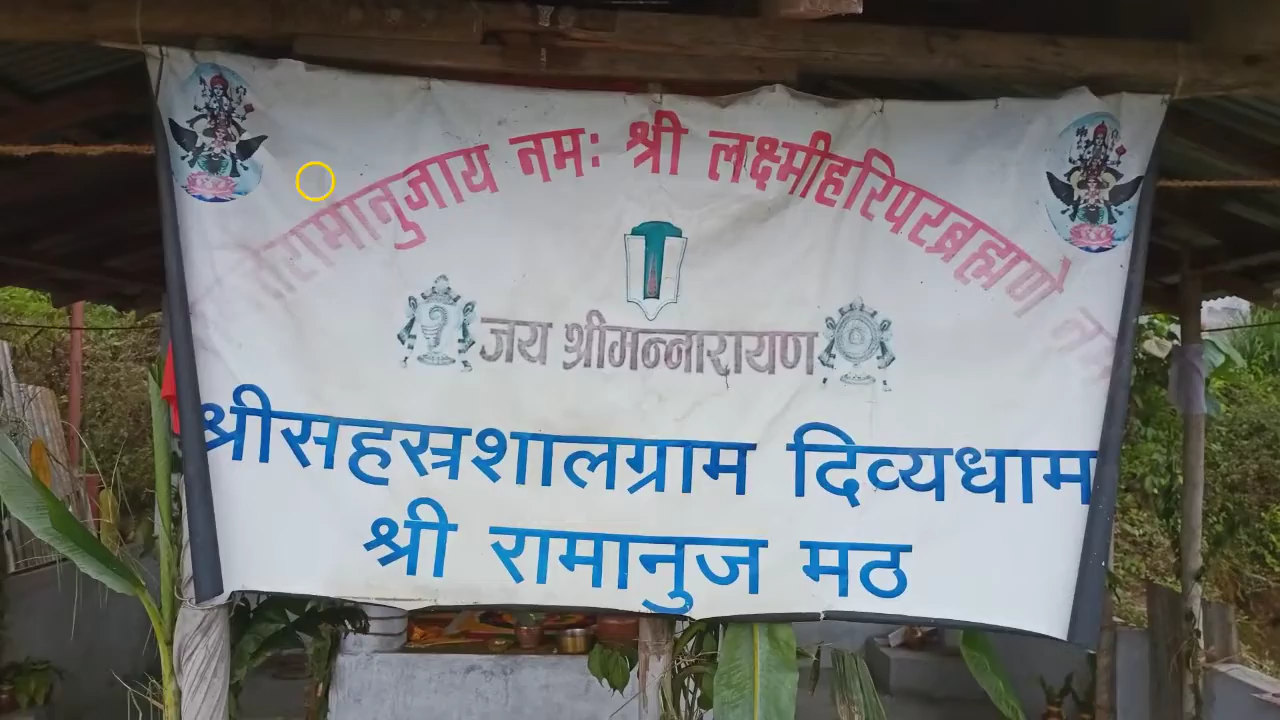 रामानुजाय नमः श्री लक्ष्मीहरिपरब्रह्मणे
जय श्रीमन्नारायण
श्रीसहस्रशालग्राम दिव्यधाम
श्री रामानुज मठ